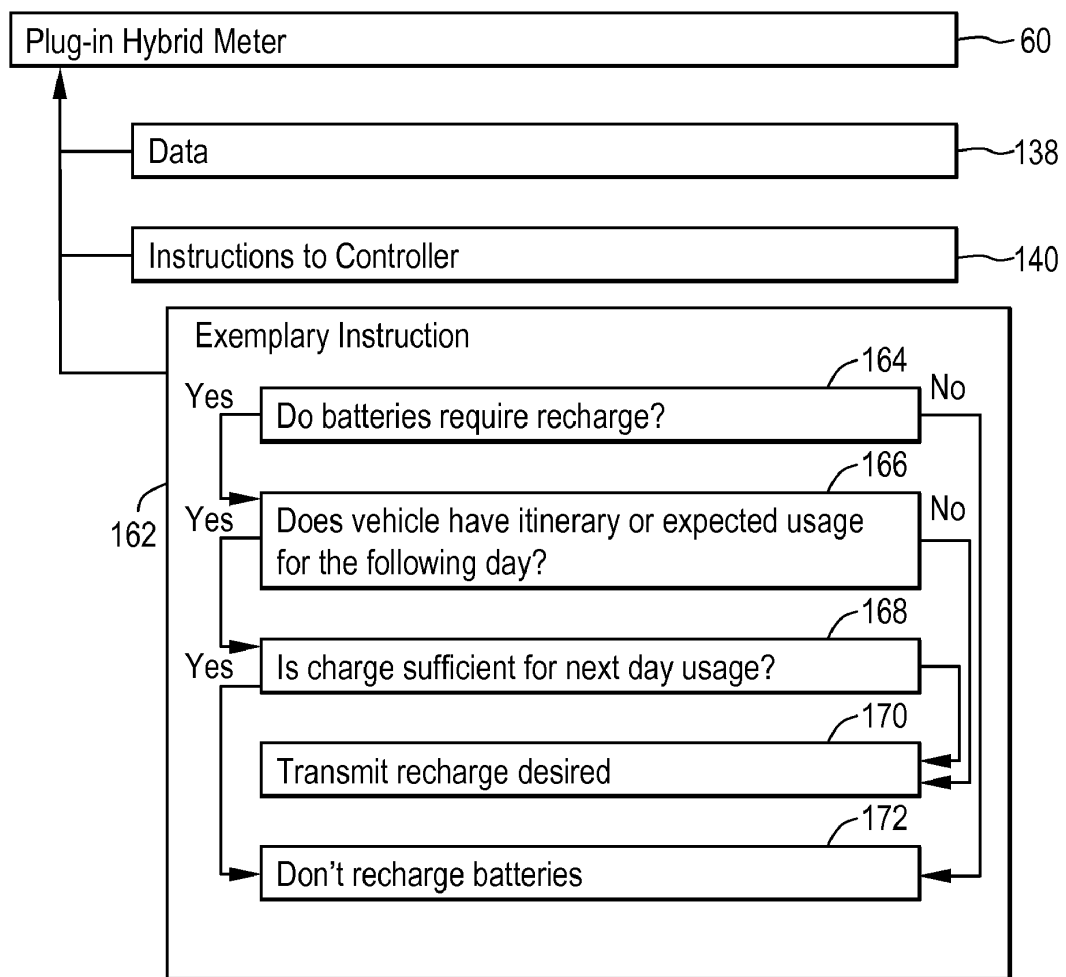 Plug-in Hybrid Meter
60
Data
138
Instructions to Controller
140
Exemplary Instruction
164
Yes
No
Do batteries require recharge?
166
162
Yes
No
Does vehicle have itinerary or expected usage
for the following day?
168
Yes
Is charge sufficient for next day usage?
170
Transmit recharge desired
172
Don't recharge batteries